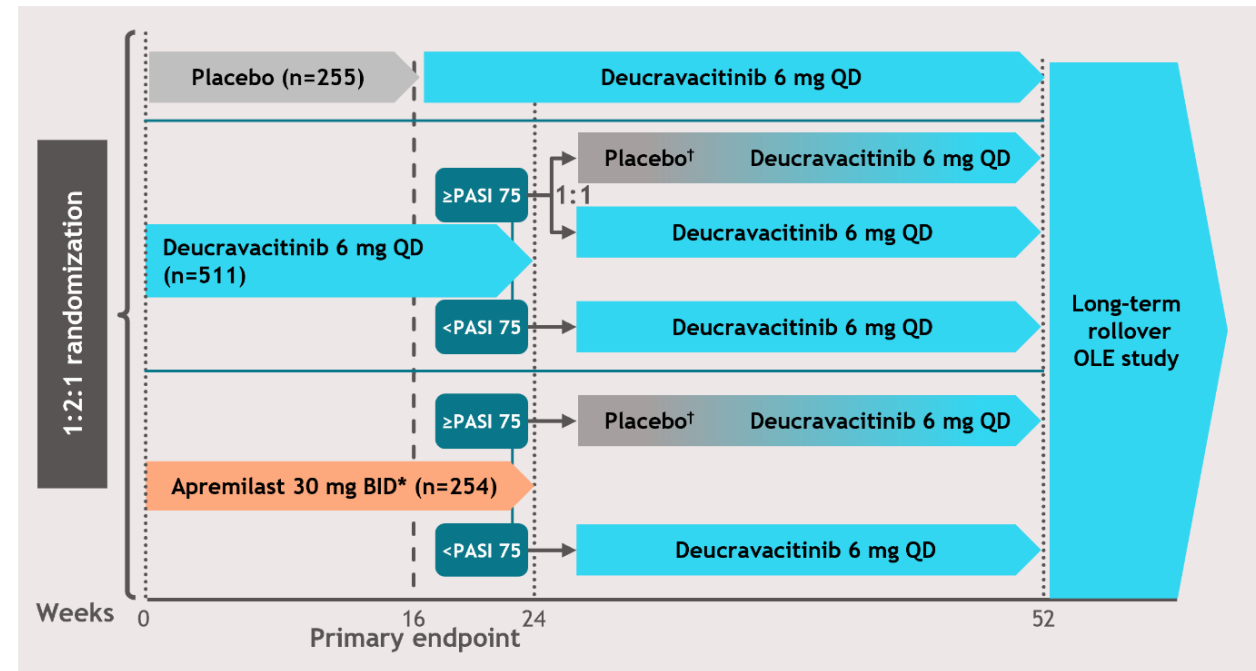 1:2:1 randomization
Placebo (n=255)
Deucravacitinib 6 mg QD
≥PASI 75
1:1
Placebo†
Deucravacitinib 6 mg QD
Deucravacitinib 6 mg QD
Deucravacitinib 6 mg QD
(n=511)
<PASI 75
Deucravacitinib 6 mg QD
≥PASI 75
Placebo†
Deucravacitinib 6 mg QD
Apremilast 30 mg BID* (n=254)
<PASI 75
Deucravacitinib 6 mg QD
Long-term
rollover
OLE study
Weeks
0
16
24
52
Primary endpoint